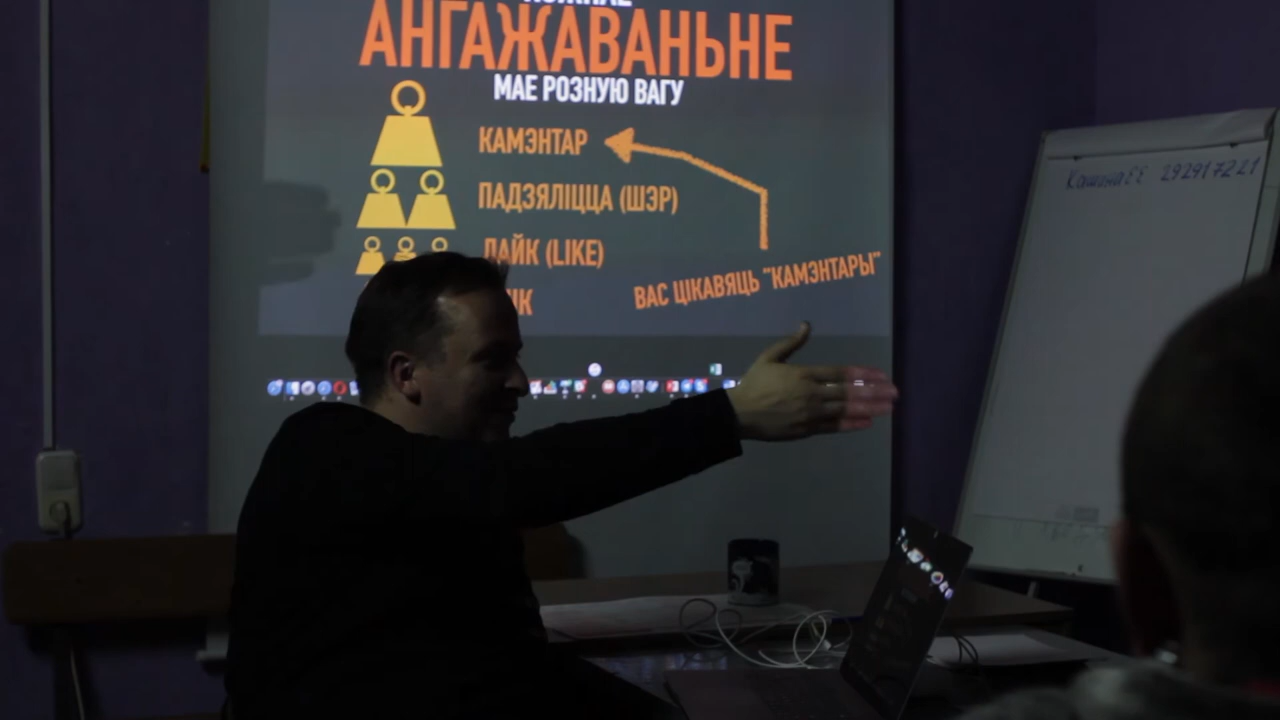 АНГАЖАВАНЬНЕ
МАЕ РОЗНУЮ ВАГУ
КАМЭНТАР
ПАДЗЯЛІЦЦА (ШЭР)
ЛАЙК (LIKE)
ВАС ЦІКАВЯЦЬ "КАМЭНТАРЫ"